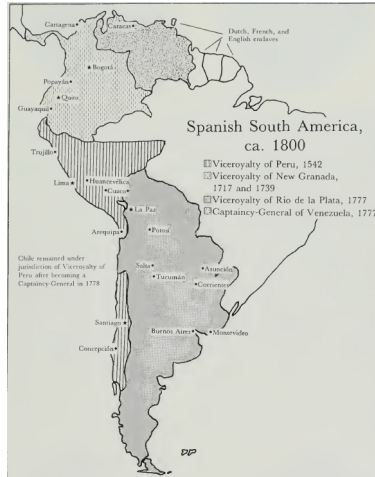 Cartagena
Caracas
Dutch, French, and
English enclaves
Bogotá
Popayán
Quito
Guayaquil
Spanish South America,
ca. 1800
Viceroyalty of Peru, 1542
Viceroyalty of New Granada,
1717 and 1739
Viceroyalty of Rio de la Plata, 1777
Captaincy-General of Venezuela, 1777
Trujillo
Lima
Huancavélica
Cuzco
La Paz
Arequipa
Potosí
Chile remained under
jurisdiction of Viceroyalty of
Peru after becoming a
Captaincy-General in 1778
Salta
Tucumán
Asunción
Corrientes
Santiago
Buenos Aires
Montevideo
Concepción